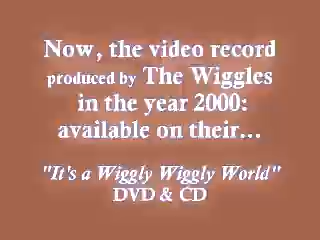 Now, the video record
produced by The Wiggles
in the year 2000:
available on their...
"It's a Wiggly Wiggly World"
DVD & CD